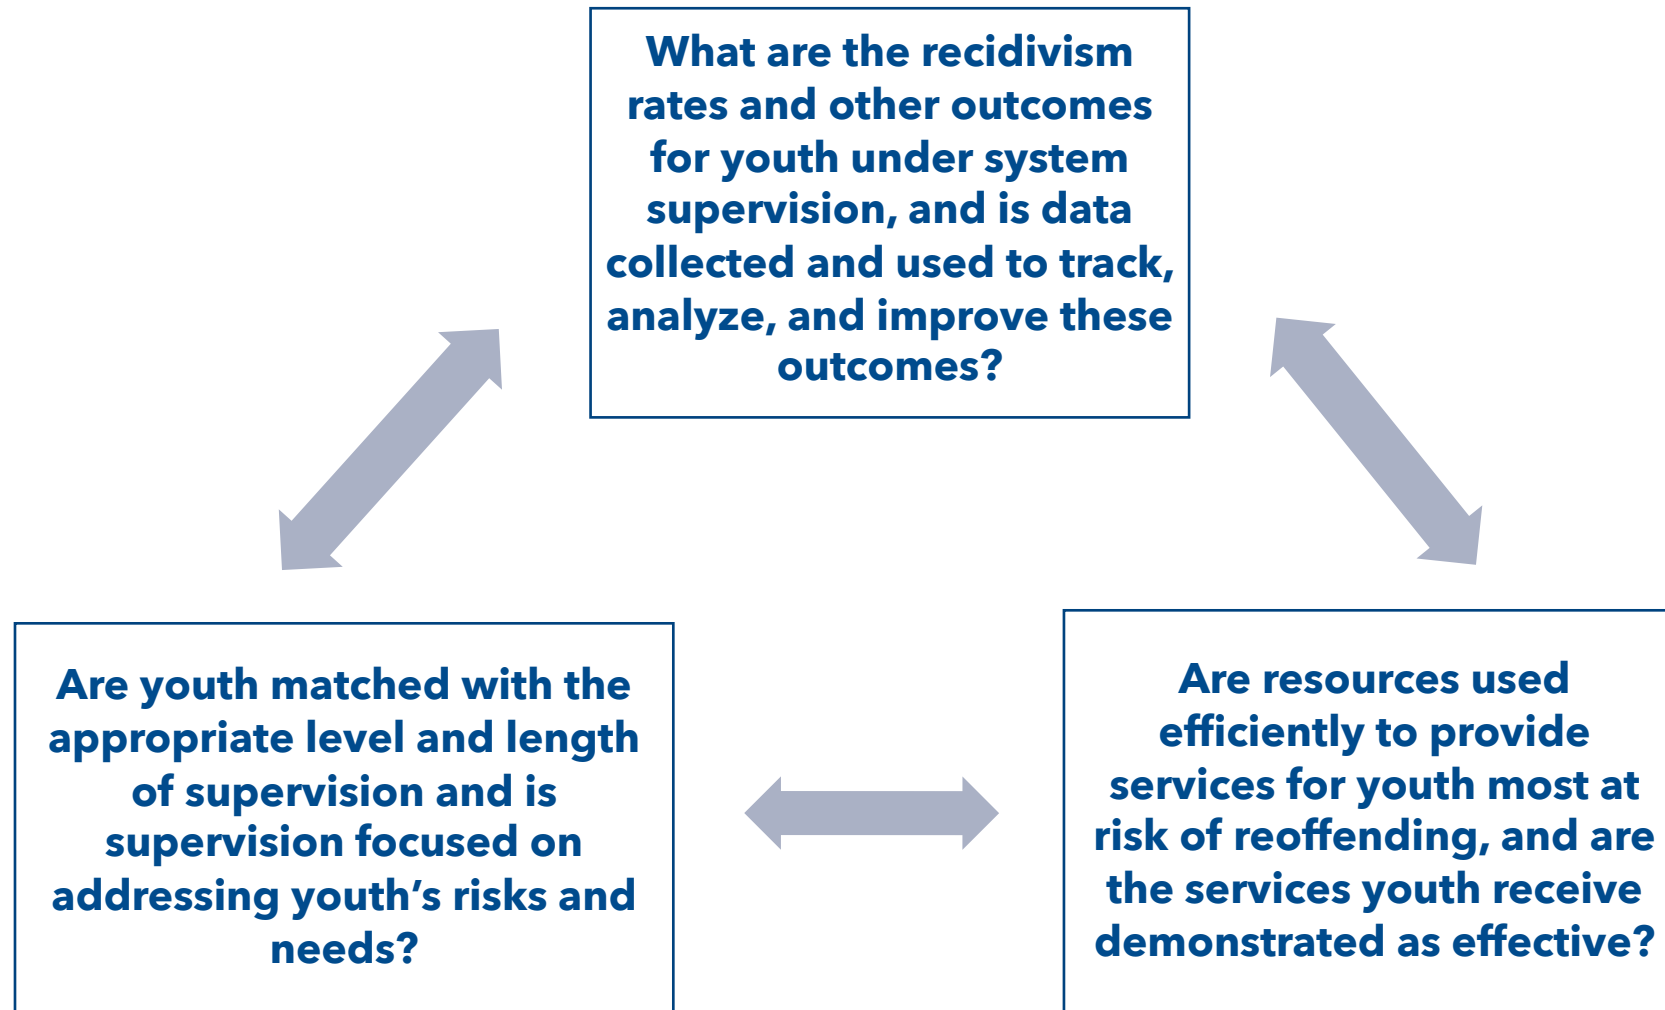 What are the recidivism
rates and other outcomes
for youth under system
supervision, and is data
collected and used to track,
analyze, and improve these
outcomes?
Are youth matched with the
appropriate level and length
of supervision and is
supervision focused on
addressing youth’s risks and
needs?
Are resources used
efficiently to provide
services for youth most at
risk of reoffending, and are
the services youth receive
demonstrated as effective?